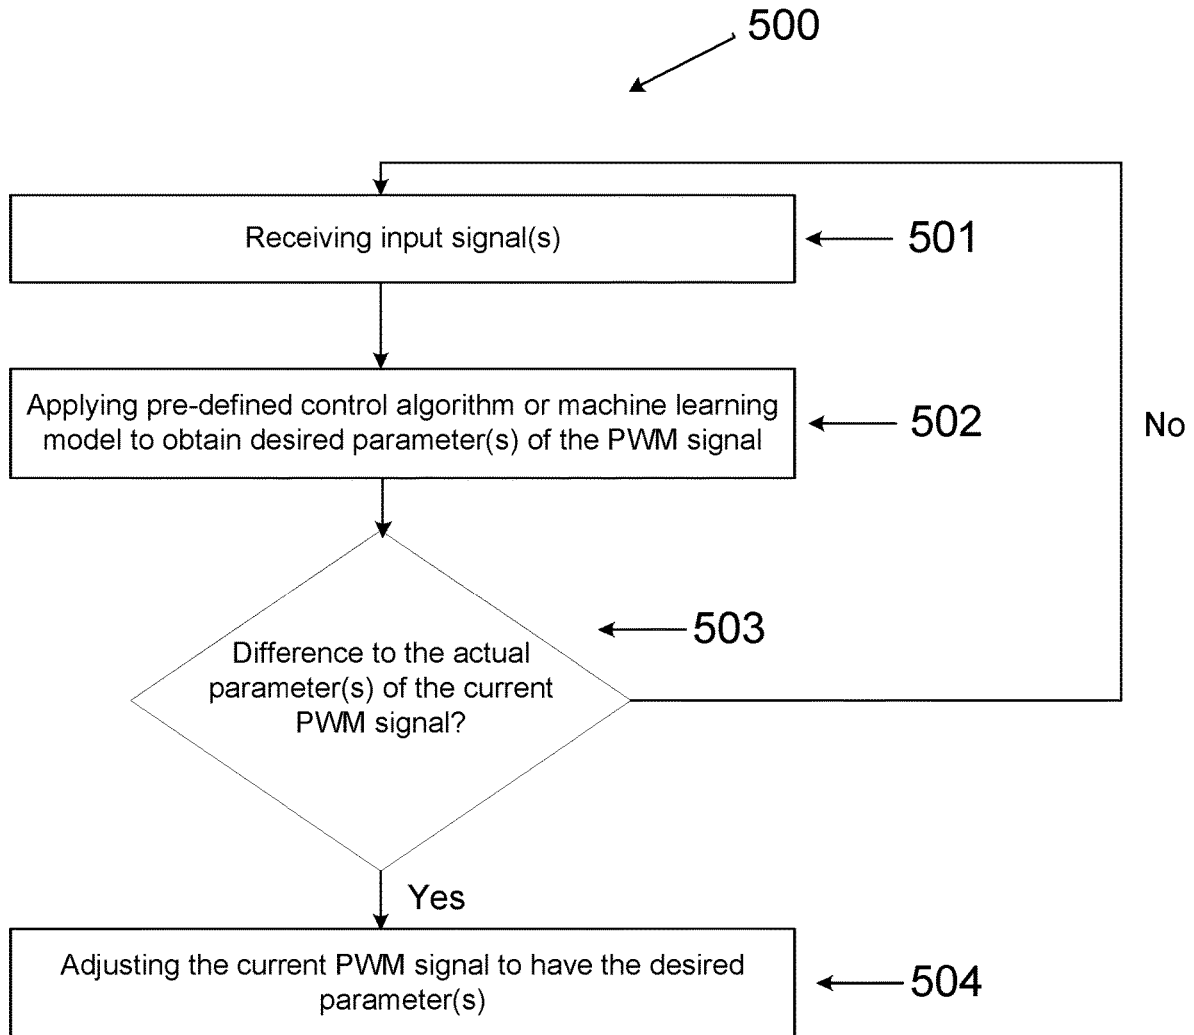 500
Receiving input signal(s)
501
Applying pre-defined control algorithm or machine learning
model to obtain desired parameter(s) of the PWM signal
502
No
503
Difference to the actual
parameter(s) of the current
PWM signal?
Yes
Adjusting the current PWM signal to have the desired
parameter(s)
504